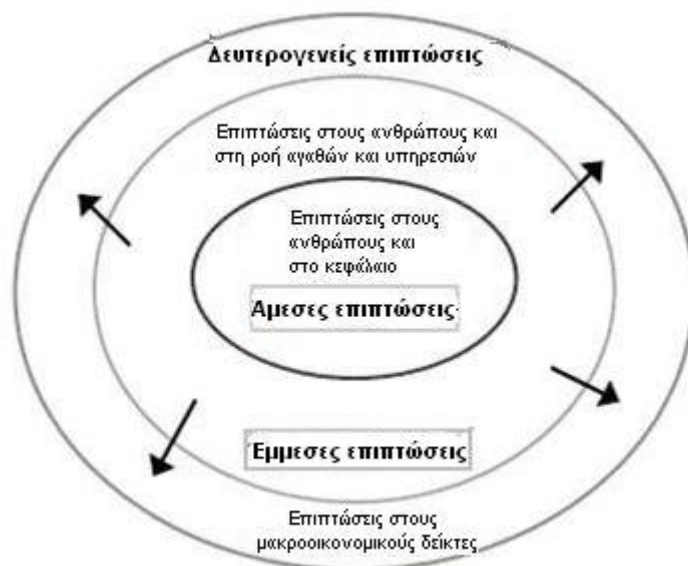 Δευτερογενείς επιπτώσεις
Επιπτώσεις στους ανθρώπους και
στη ροή αγαθών και υπηρεσιών
Επιπτώσεις στους
ανθρώπους και
στο κεφάλαιο
Άμεσες επιπτώσεις
Έμμεσες επιπτώσεις
Επιπτώσεις στους
μακροοικονομικούς δείκτες